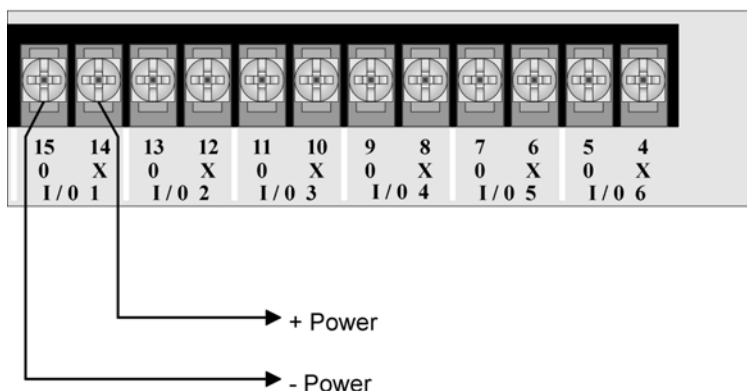 15 14 13 12 11 10 9 8 7 6 5 4
0 X 0 X 0 X 0 X 0 X 0 X
I / 0 1 I / 0 2 I / 0 3 I / 0 4 I / 0 5 I / 0 6
+ Power
- Power